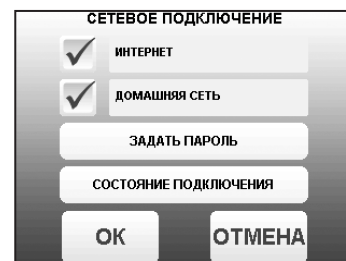 СЕТЕВОЕ ПОДКЛЮЧЕНИЕ
ИНТЕРНЕТ
ДОМАШНЯЯ СЕТЬ
ЗАДАТЬ ПАРОЛЬ
СОСТОЯНИЕ ПОДКЛЮЧЕНИЯ
ОК
ОТМЕНА